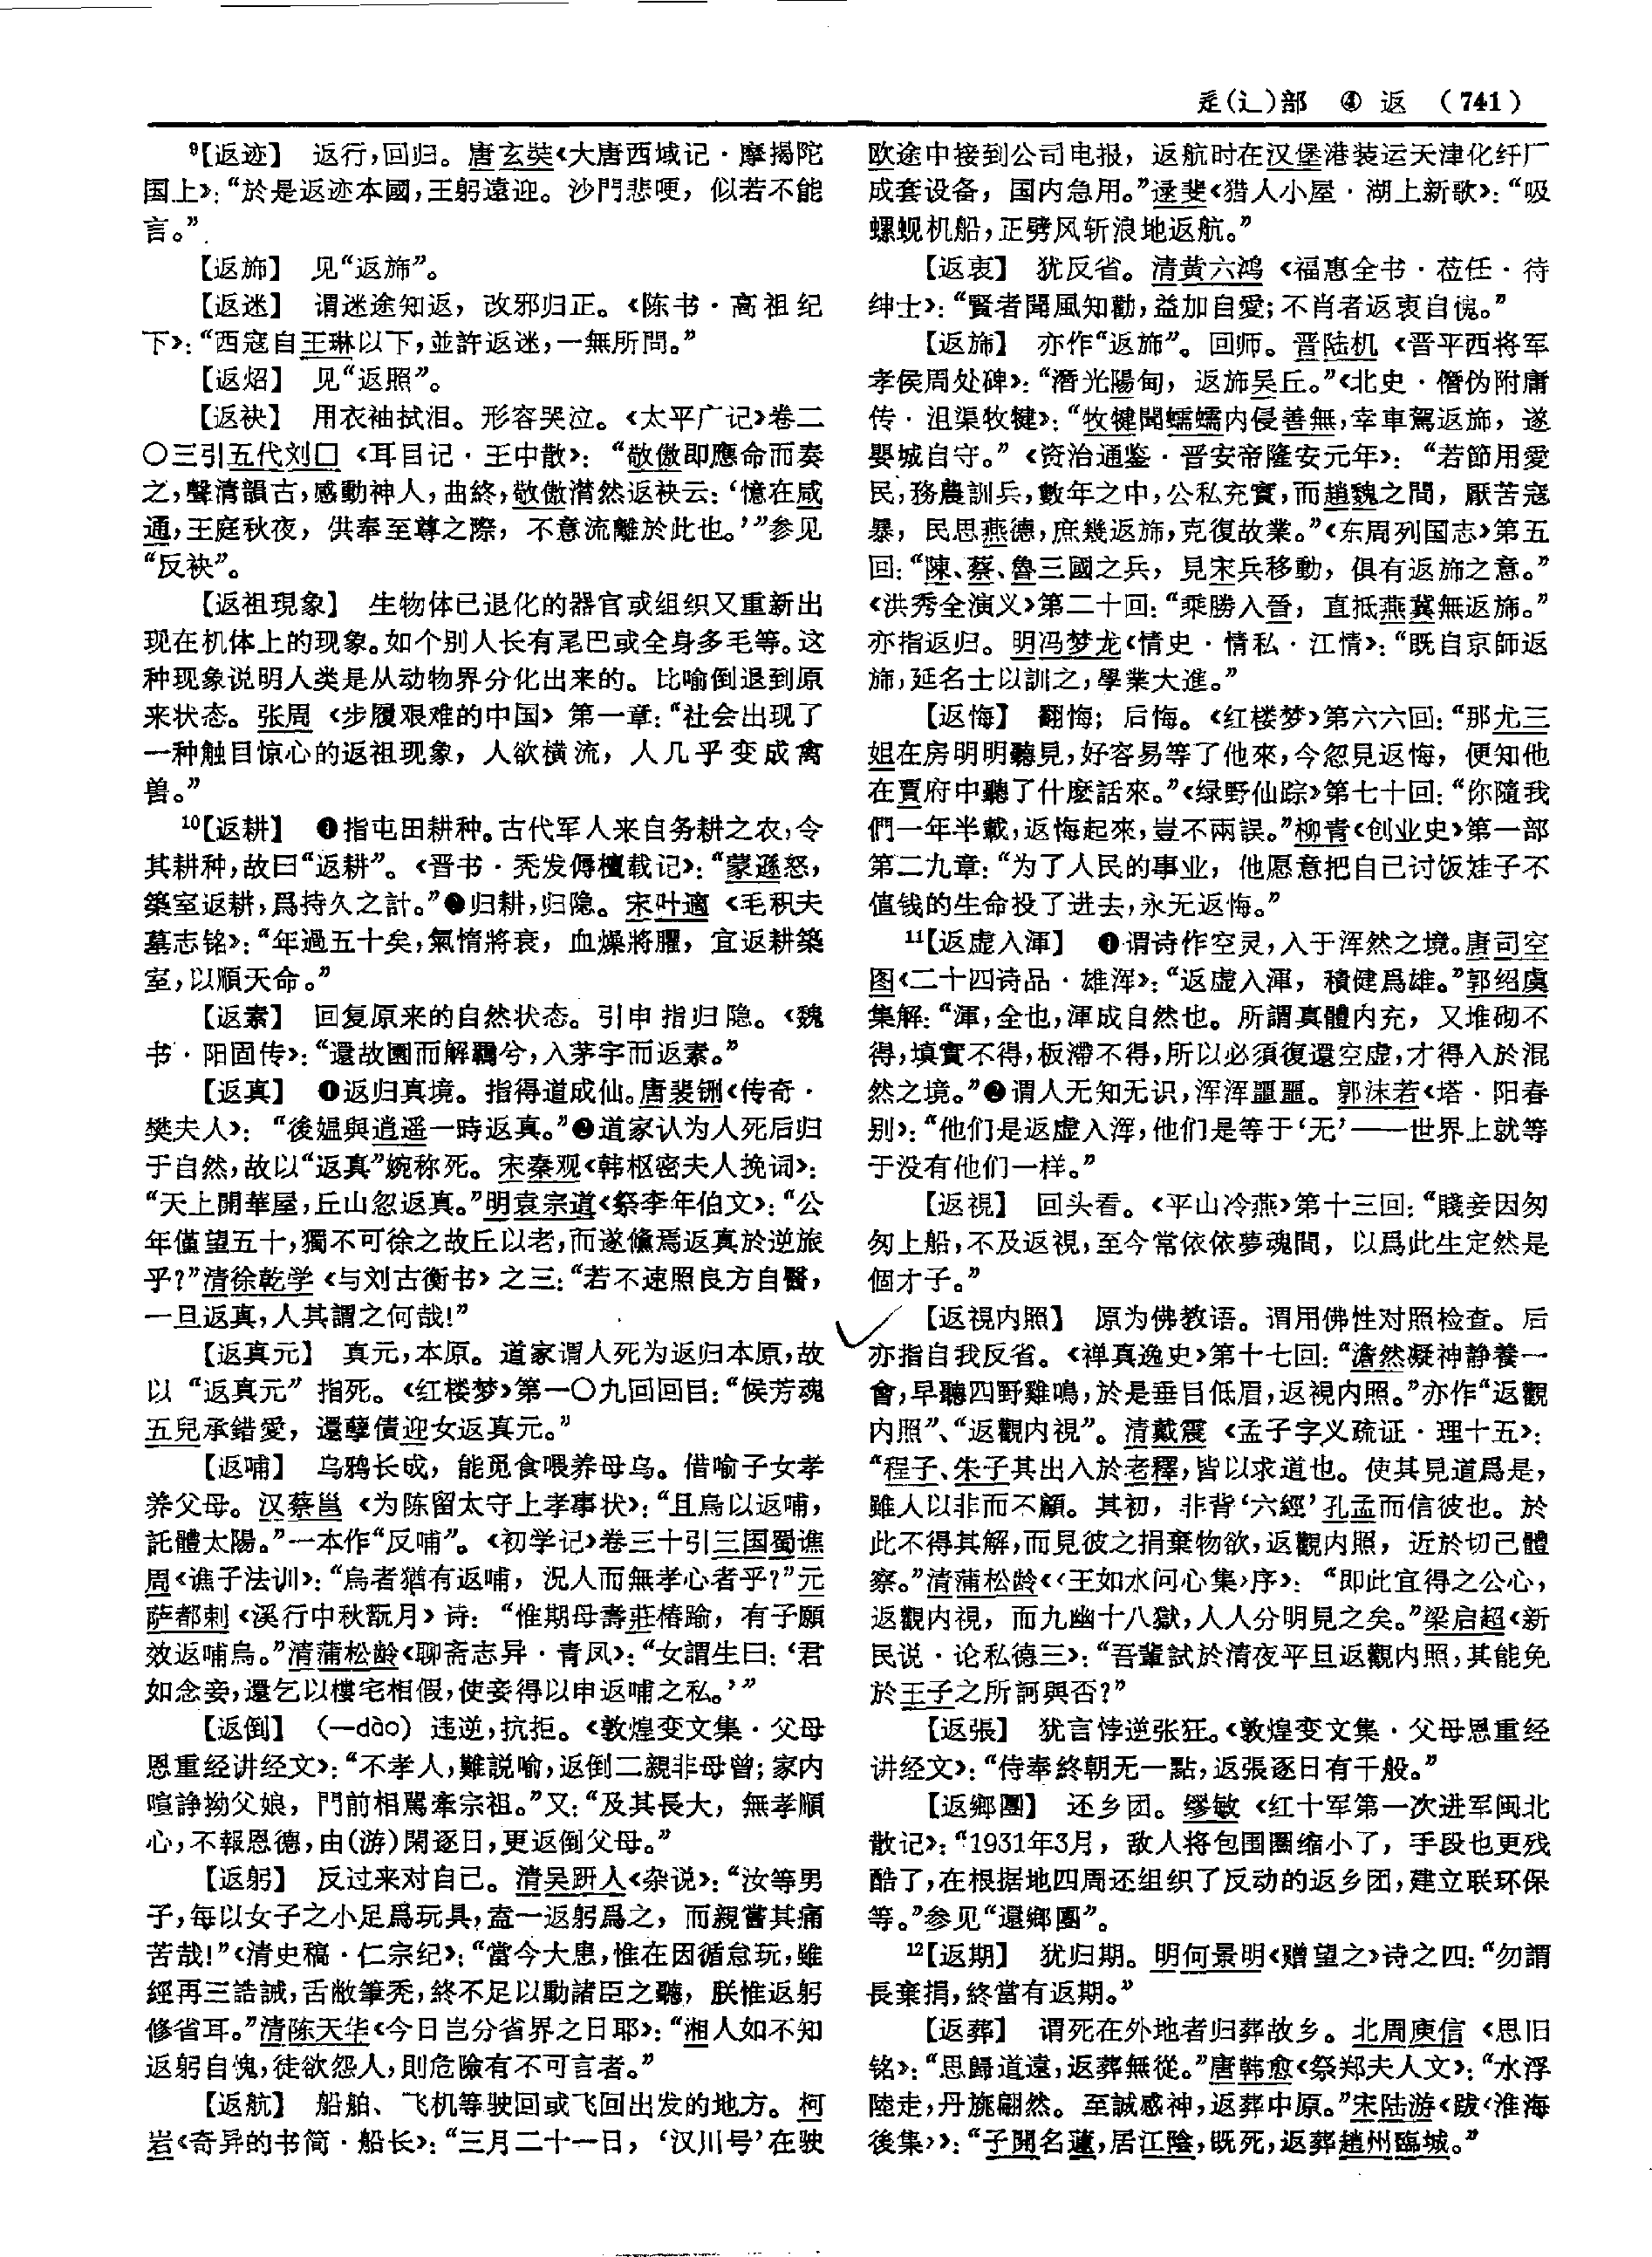 辵(辶)部　④　返　(741)
⁹【返迹】　返行,回归。唐玄奘《大唐西域记·摩揭陀
国上》：“於是返迹本國,王躬遠迎。沙門悲哽，似若不能
言。”
【返斾】　见“返旆”。
【返迷】　谓迷途知返，改邪归正。《陈书·高祖纪
下》：“西寇自王琳以下,並許返迷,一無所問。”
【返炤】　见“返照”。
【返袂】　用衣袖拭泪。形容哭泣。《太平广记》卷二
〇三引五代刘囗《耳目记·王中散》：“敬傲即應命而奏
之,聲清韻古,感動神人,曲終,敬傲潸然返袂云：‘憶在咸
通,王庭秋夜，供奉至尊之際，不意流離於此也。’”参见
“反袂”。
【返祖现象】　生物体已退化的器官或组织又重新出
现在机体上的现象。如个别人长有尾巴或全身多毛等。这
种现象说明人类是从动物界分化出来的。比喻倒退到原
来状态。张周《步履艰难的中国》第一章：“社会出现了
一种触目惊心的返祖现象，人欲横流，人几乎变成禽
兽。”
¹⁰【返耕】　❶指屯田耕种。古代军人来自务耕之农,令
其耕种,故曰“返耕”。《晋书·秃发傉檀载记》：“蒙遜怒，
築室返耕,爲持久之計。”❷归耕,归隐。宋叶適《毛积夫
墓志铭》：“年過五十矣,氣惰將衰，血燥將臞，宜返耕築
室,以順天命。”
【返素】　回复原来的自然状态。引申指归隐。《魏
书·阳固传》：“還故園而解羈兮,入茅宇而返素。”
【返真】　❶返归真境。指得道成仙。唐裴铏《传奇·
樊夫人》：“後媼與逍遥一時返真。”❷道家认为人死后归
于自然,故以“返真”婉称死。宋秦观《韩枢密夫人挽词》：
“天上開華屋,丘山忽返真。”明袁宗道《祭李年伯文》：“公
年僅望五十,獨不可徐之故丘以老,而遂儵焉返真於逆旅
乎?”清徐乾学《与刘古衡书》之三：“若不速照良方自醫，
一旦返真,人其謂之何哉!”
【返真元】　真元,本原。道家谓人死为返归本原,故
以“返真元”指死。《红楼梦》第一〇九回回目：“候芳魂
五兒承錯愛，還孽債迎女返真元。”
【返哺】　乌鸦长成，能觅食喂养母乌。借喻子女孝
养父母。汉蔡邕《为陈留太守上孝事状》：“且烏以返哺，
託體太陽。”一本作“反哺”。《初学记》卷三十引三国蜀谯
周《谯子法训》：“烏者猶有返哺，況人而無孝心者乎?”元
萨都剌《溪行中秋翫月》诗：“惟期母壽莊椿踰，有子願
效返哺烏。”清蒲松龄《聊斋志异·青凤》：“女謂生曰：‘君
如念妾,還乞以樓宅相假,使妾得以申返哺之私。’”
【返倒】　(—dào)　违逆,抗拒。《敦煌变文集·父母
恩重经讲经文》：“不孝人,難説喻,返倒二親非母曾;家内
喧諍拗父娘，門前相駡牽宗祖。”又：“及其長大，無孝順
心,不報恩德,由(游)閑逐日,更返倒父母。”
【返躬】　反过来对自己。清吴趼人《杂说》：“汝等男
子,每以女子之小足爲玩具,盍一返躬爲之，而親嘗其痛
苦哉!”《清史稿·仁宗纪》：“當今大患,惟在因循怠玩,雖
經再三誥誡,舌敝筆秃,終不足以動諸臣之聽，朕惟返躬
修省耳。”清陈天华《今日岂分省界之日耶》：“湘人如不知
返躬自愧,徒欲怨人,則危險有不可言者。”
【返航】　船舶、飞机等驶回或飞回出发的地方。柯
岩《奇异的书简·船长》：“三月二十一日，‘汉川号’在驶
欧途中接到公司电报，返航时在汉堡港装运天津化纤厂
成套设备，国内急用。”逯斐《猎人小屋·湖上新歌》：“吸
螺蚬机船,正劈风斩浪地返航。”
【返衷】　犹反省。清黄六鸿《福惠全书·莅任·待
绅士》：“賢者聞風知勸,益加自愛;不肖者返衷自愧。”
【返旆】　亦作“返斾”。回师。晋陆机《晋平西将军
孝侯周处碑》：“潛光陽甸，返旆吴丘。”《北史·僭伪附庸
传·沮渠牧犍》：“牧犍聞蠕蠕内侵善無,幸車駕返旆，遂
嬰城自守。”《资治通鉴·晋安帝隆安元年》：“若節用愛
民,務農訓兵,數年之中,公私充實,而趙魏之間，厭苦寇
暴，民思燕德,庶幾返旆,克復故業。”《东周列国志》第五
回：“陳、蔡、魯三國之兵，見宋兵移動，俱有返旆之意。”
《洪秀全演义》第二十回：“乘勝入晉，直抵燕冀無返旆。”
亦指返归。明冯梦龙《情史·情私·江情》：“既自京師返
旆,延名士以訓之,學業大進。”
【返悔】　翻悔；后悔。《红楼梦》第六六回：“那尤三
姐在房明明聽見,好容易等了他來,今忽見返悔，便知他
在賈府中聽了什麽話來。”《绿野仙踪》第七十回：“你隨我
們一年半載,返悔起來,豈不兩誤。”柳青《创业史》第一部
第二九章：“为了人民的事业，他愿意把自己讨饭娃子不
值钱的生命投了进去,永无返悔。”
¹¹【返虚入渾】　❶谓诗作空灵,入于浑然之境。唐司空
图《二十四诗品·雄浑》：“返虚入渾，積健爲雄。”郭绍虞
集解：“渾,全也,渾成自然也。所謂真體内充，又堆砌不
得,填實不得,板滯不得,所以必須復還空虚,才得入於混
然之境。”❷谓人无知无识,浑浑噩噩。郭沫若《塔·阳春
别》：“他们是返虚入浑,他们是等于‘无’——世界上就等
于没有他们一样。”
【返視】　回头看。《平山冷燕》第十三回：“賤妾因匆
匆上船,不及返視,至今常依依夢魂間，以爲此生定然是
個才子。”
【返視内照】　原为佛教语。谓用佛性对照检查。后
亦指自我反省。《禅真逸史》第十七回：“澹然凝神静養一
會,早聽四野雞鳴,於是垂目低眉,返視内照。”亦作“返觀
内照”、“返觀内視”。清戴震《孟子字义疏证·理十五》：
“程子、朱子其出入於老釋,皆以求道也。使其見道爲是，
雖人以非而不顧。其初，非背‘六經’孔孟而信彼也。於
此不得其解,而見彼之捐棄物欲,返觀内照，近於切己體
察。”清蒲松龄《〈王如水问心集〉序》：“即此宜得之公心，
返觀内視，而九幽十八獄,人人分明見之矣。”梁启超《新
民说·论私德三》：“吾輩試於清夜平旦返觀内照,其能免
於王子之所訶與否?”
【返張】　犹言悖逆张狂。《敦煌变文集·父母恩重经
讲经文》：“侍奉終朝无一點,返張逐日有千般。”
【返鄉團】　还乡团。缪敏《红十军第一次进军闽北
散记》：“1931年3月，敌人将包围圈缩小了，手段也更残
酷了,在根据地四周还组织了反动的返乡团,建立联环保
等。”参见“還鄉團”。
¹²【返期】　犹归期。明何景明《赠望之》诗之四：“勿謂
長棄捐,終當有返期。”
【返葬】　谓死在外地者归葬故乡。北周庾信《思旧
铭》：“思歸道遠,返葬無從。”唐韩愈《祭郑夫人文》：“水浮
陸走,丹旐翩然。至誠感神,返葬中原。”宋陆游《跋〈淮海
後集〉》：“子開名蘧,居江陰,既死,返葬趙州臨城。”